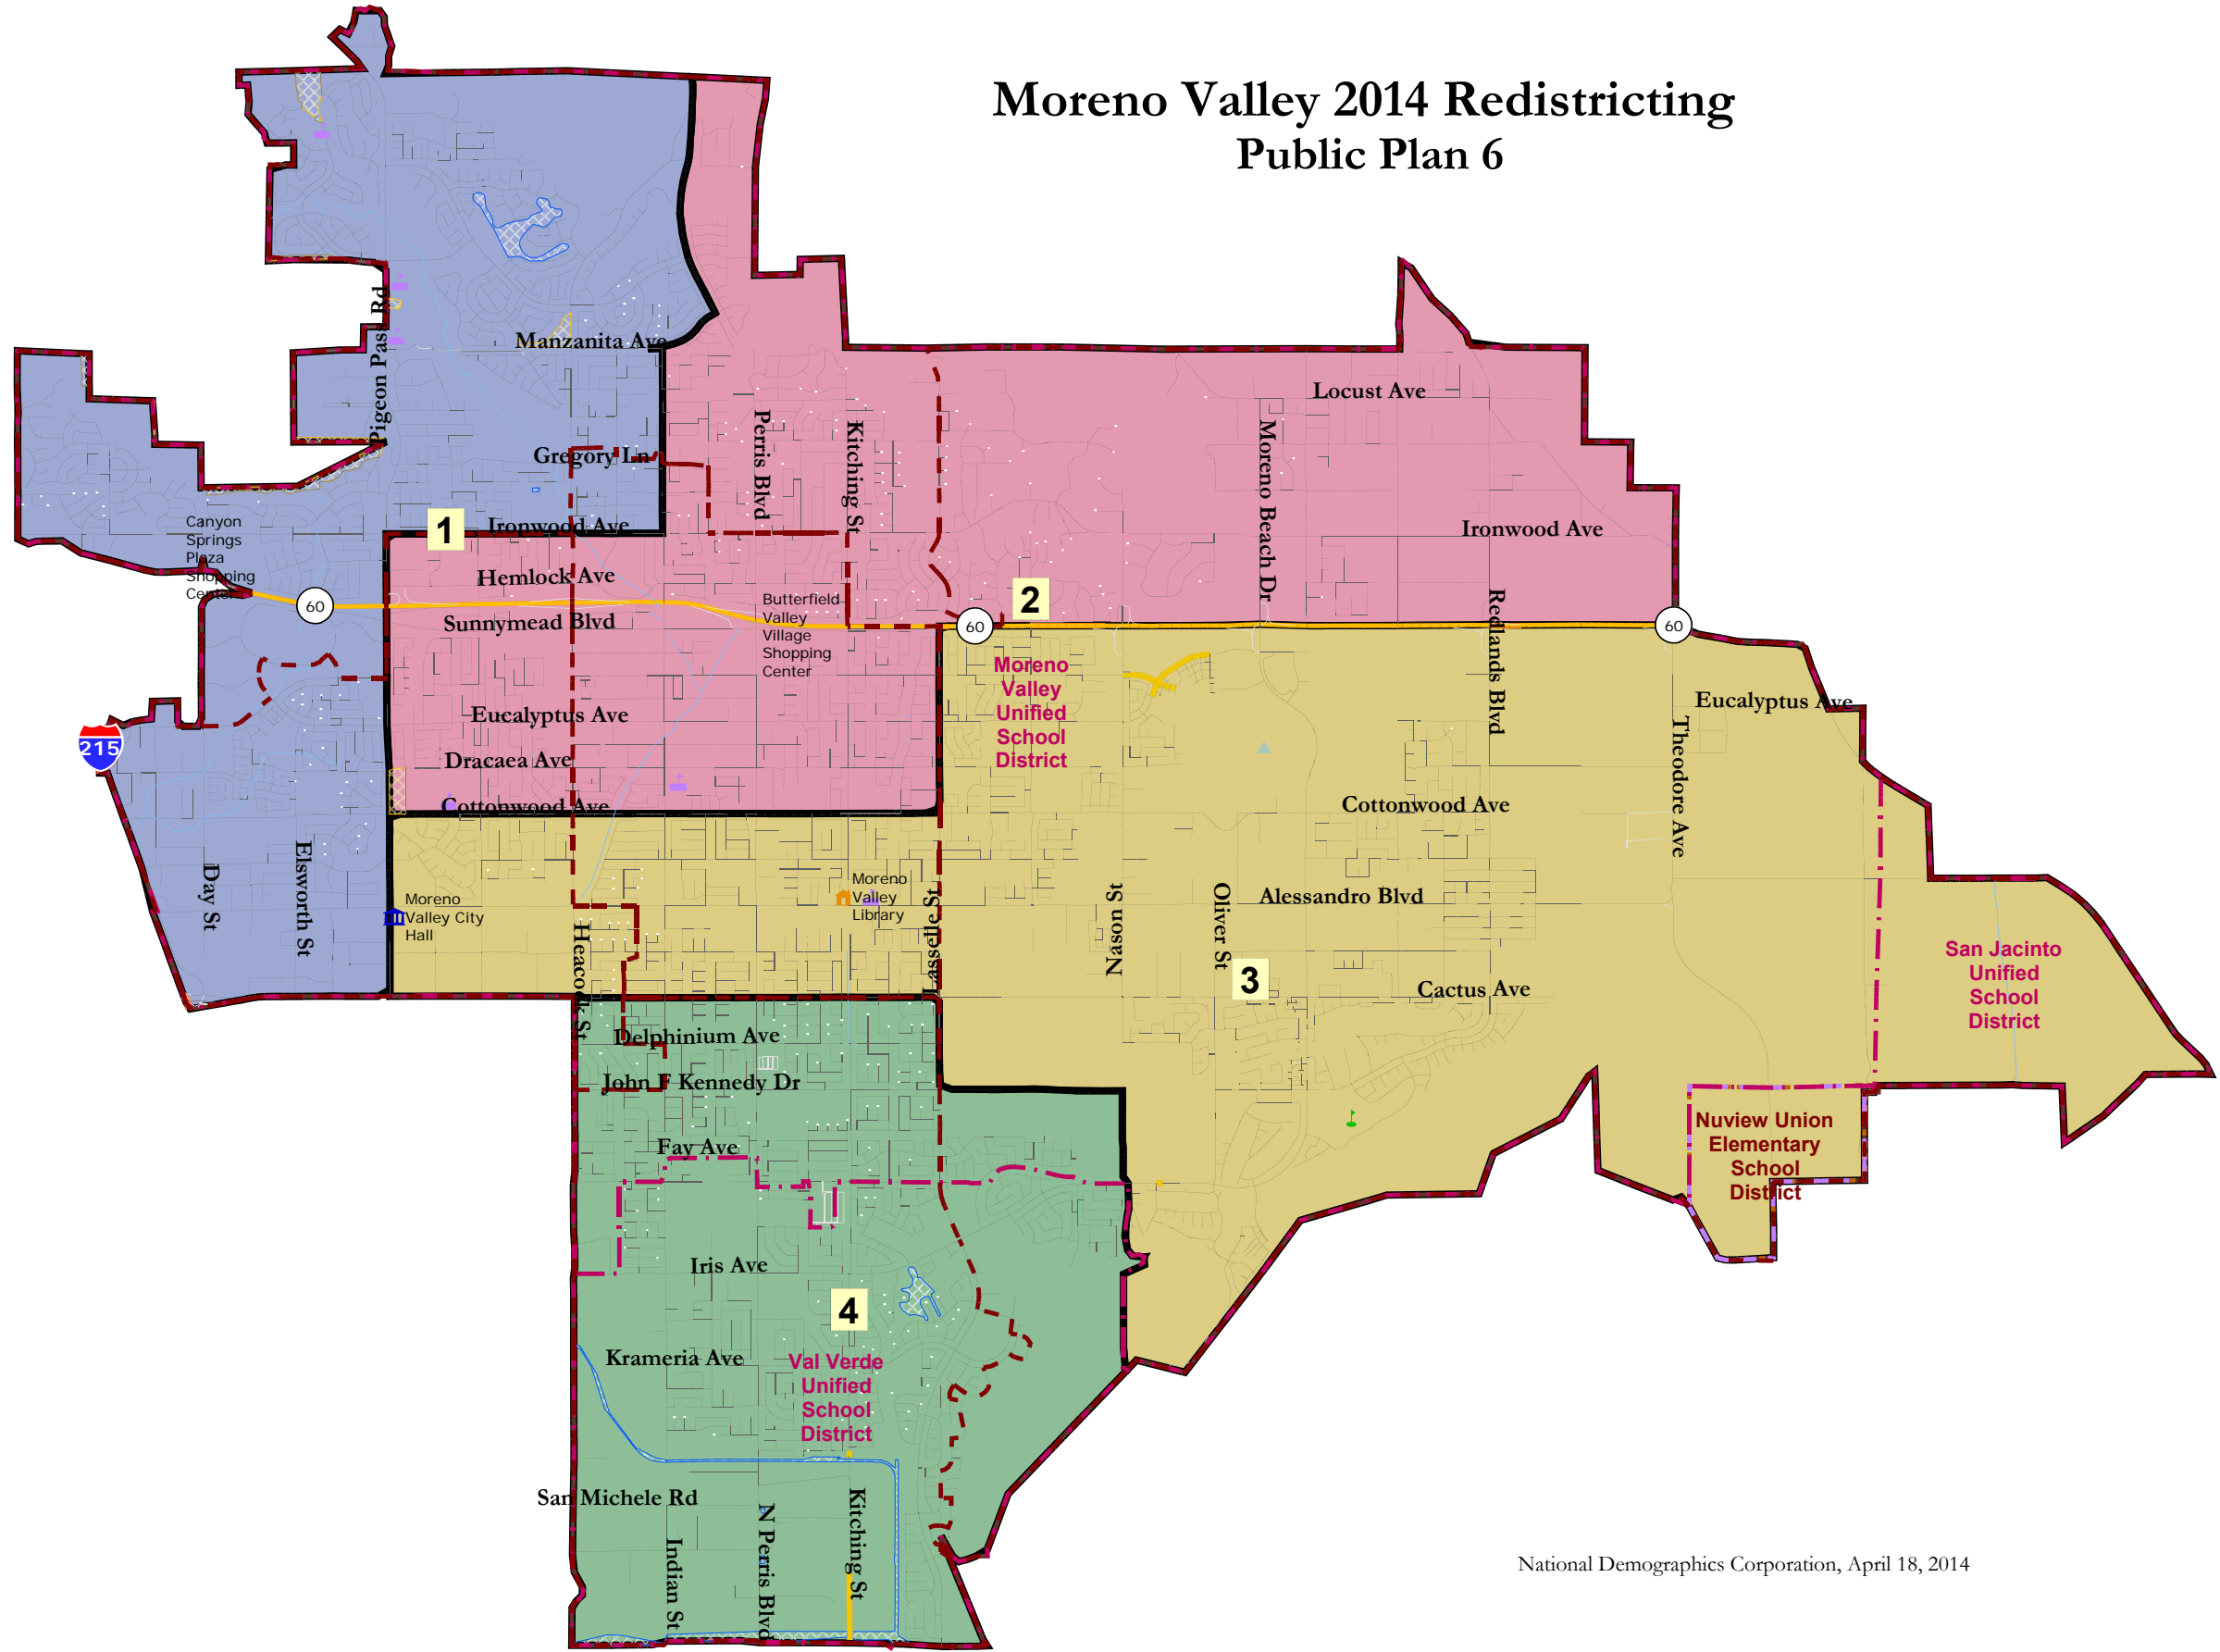 Moreno Valley 2014 Redistricting
Public Plan 6
Pigeon Pass Rd
Manzanita Ave
Locust Ave
Perris Blvd
Kitching St
Moreno Beach Dr
Gregory Ln
Canyon
Springs
Plaza
Shopping
Center
1
Ironwood Ave
Ironwood Ave
Hemlock Ave
60
Sunnymead Blvd
Butterfield
Valley
Village
Shopping
Center
2
60
60
Redlands Blvd
Moreno
Valley
Unified
School
District
Eucalyptus Ave
Eucalyptus Ave
Theodore Ave
215
Dracaea Ave
Cottonwood Ave
Cottonwood Ave
Day St
Elsworth St
Moreno
Valley City
Hall
Heacock St
Moreno
Valley
Library
Lasselle St
Nason St
Oliver St
Alessandro Blvd
3
Cactus Ave
San Jacinto
Unified
School
District
Delphinium Ave
John F Kennedy Dr
Fay Ave
Nuview Union
Elementary
School
District
Iris Ave
4
Krameria Ave
Val Verde
Unified
School
District
San Michele Rd
Indian St
N Perris Blvd
Kitching St
National Demographics Corporation, April 18, 2014